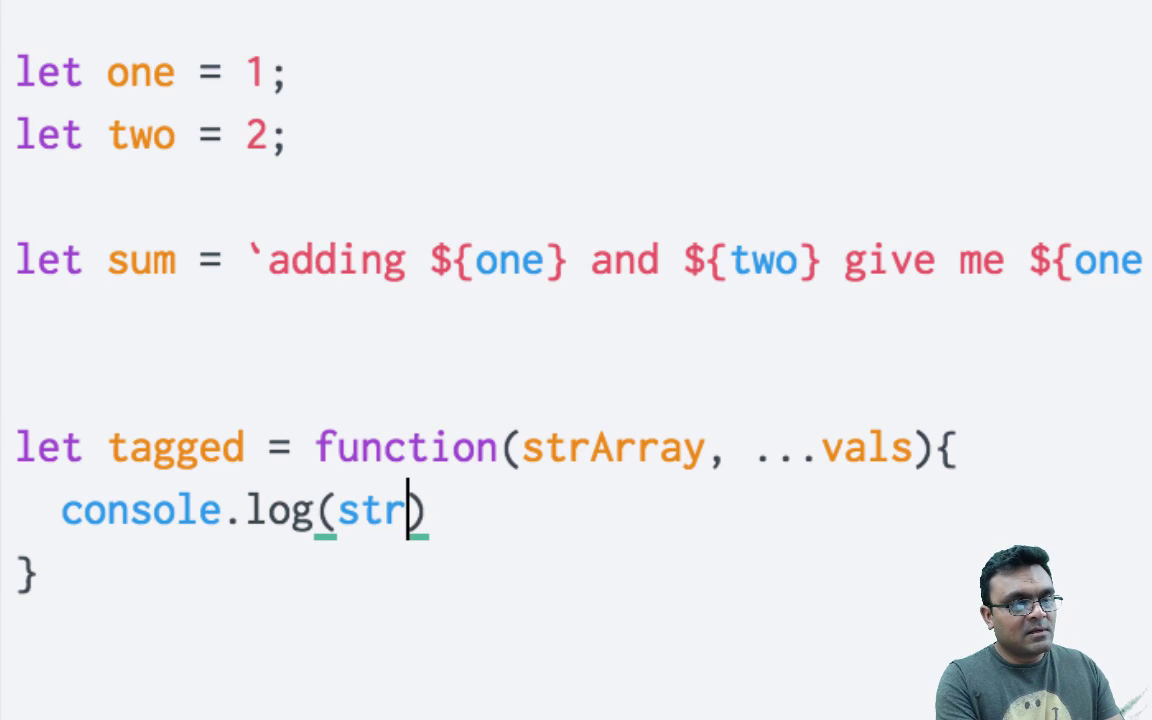 let one = 1;
let two = 2;
let sum = `adding ${one} and ${two} give me ${one
let tagged = function(strArray, ...vals){
console.log(str)
}